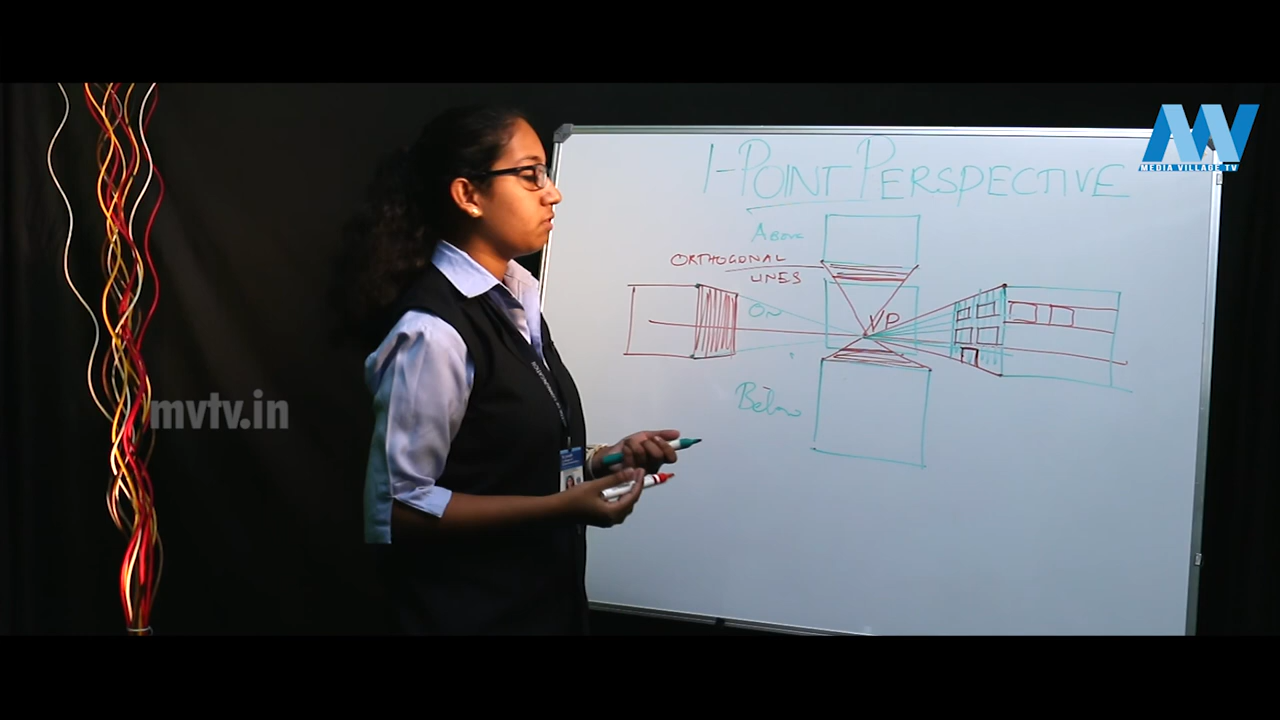 MEDIA VILLAGE TV
1-POINT PERSPECTIVE
Above
ORTHOGONAL
LINES
ON
VP
Below
mvtv.in